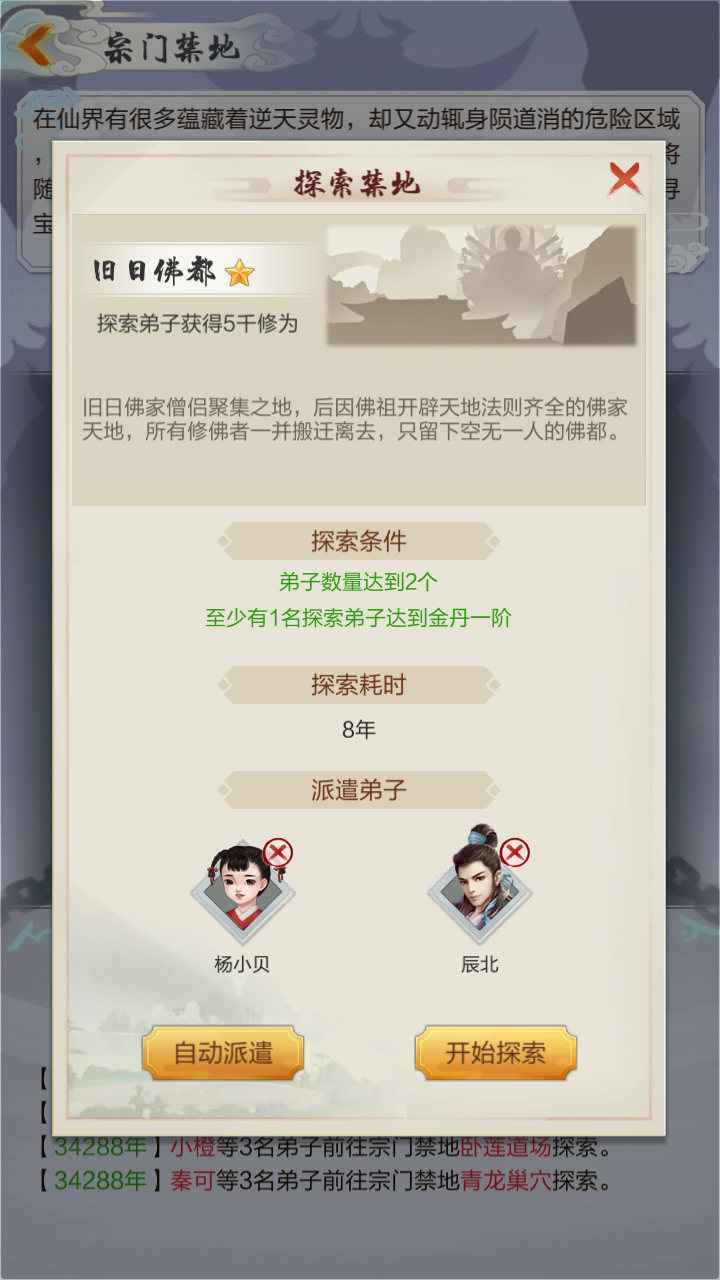 宗门禁地
在仙界有很多蕴藏着逆天灵物，却又动辄身陨道消的危险区域
，
将
随
寻
宝
探索禁地
旧日佛都
探索弟子获得5千修为
旧日佛家僧侣聚集之地，后因佛祖开辟天地法则齐全的佛家
天地，所有修佛者一并搬迁离去，只留下空无一人的佛都。
探索条件
弟子数量达到2个
至少有1名探索弟子达到金丹一阶
探索耗时
8年
派遣弟子
杨小贝
辰北
自动派遣
开始探索
【
【
【34288年】小橙等3名弟子前往宗门禁地卧莲道场探索。
【34288年】秦可等3名弟子前往宗门禁地青龙巢穴探索。